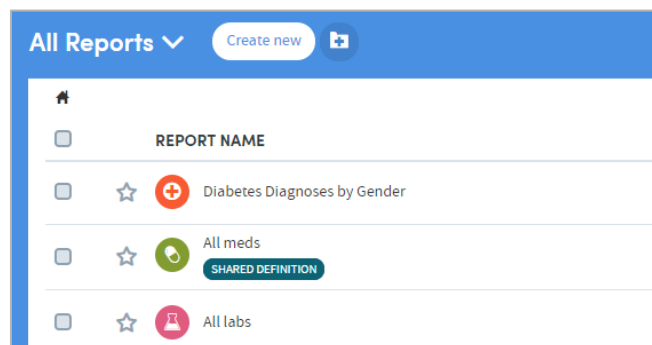 All Reports
Create new
REPORT NAME
Diabetes Diagnoses by Gender
All meds
SHARED DEFINITION
All labs